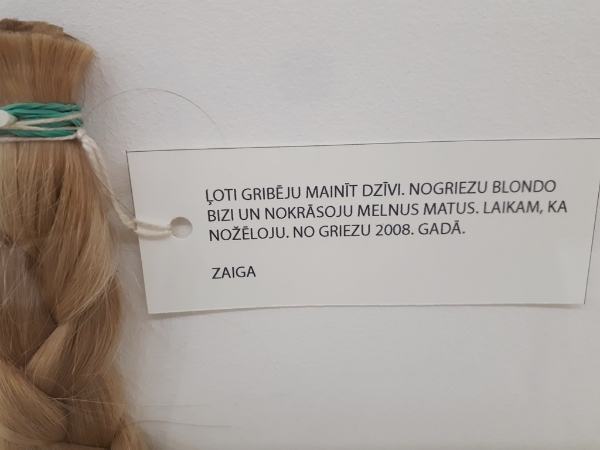 ĻOTI GRIBĒJU MAINĪT DZĪVI. NOGRIEZU BLONDO
BIZI UN NOKRĀSOJU MELNUS MATUS. LAIKAM, KA
NOŽĒLOJU. NO GRIEZU 2008. GADĀ.
ZAIGA